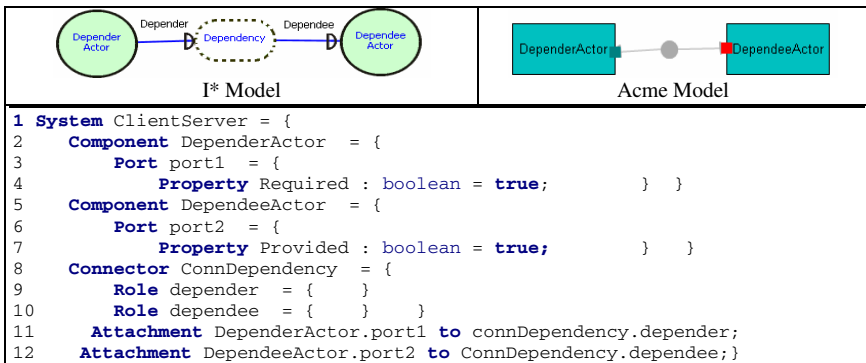 Depender Dependee
Depender Actor Dependency Dependee Actor
I* Model
DependerActor DependeeActor
Acme Model
1 System ClientServer = {
2 Component DependerActor = {
3 Port port1 = {
4 Property Required : boolean = true; } }
5 Component DependeeActor = {
6 Port port2 = {
7 Property Provided : boolean = true; } }
8 Connector ConnDependency = {
9 Role depender = { }
10 Role dependee = { } }
11 Attachment DependerActor.port1 to connDependency.depender;
12 Attachment DependeeActor.port2 to ConnDependency.dependee;}